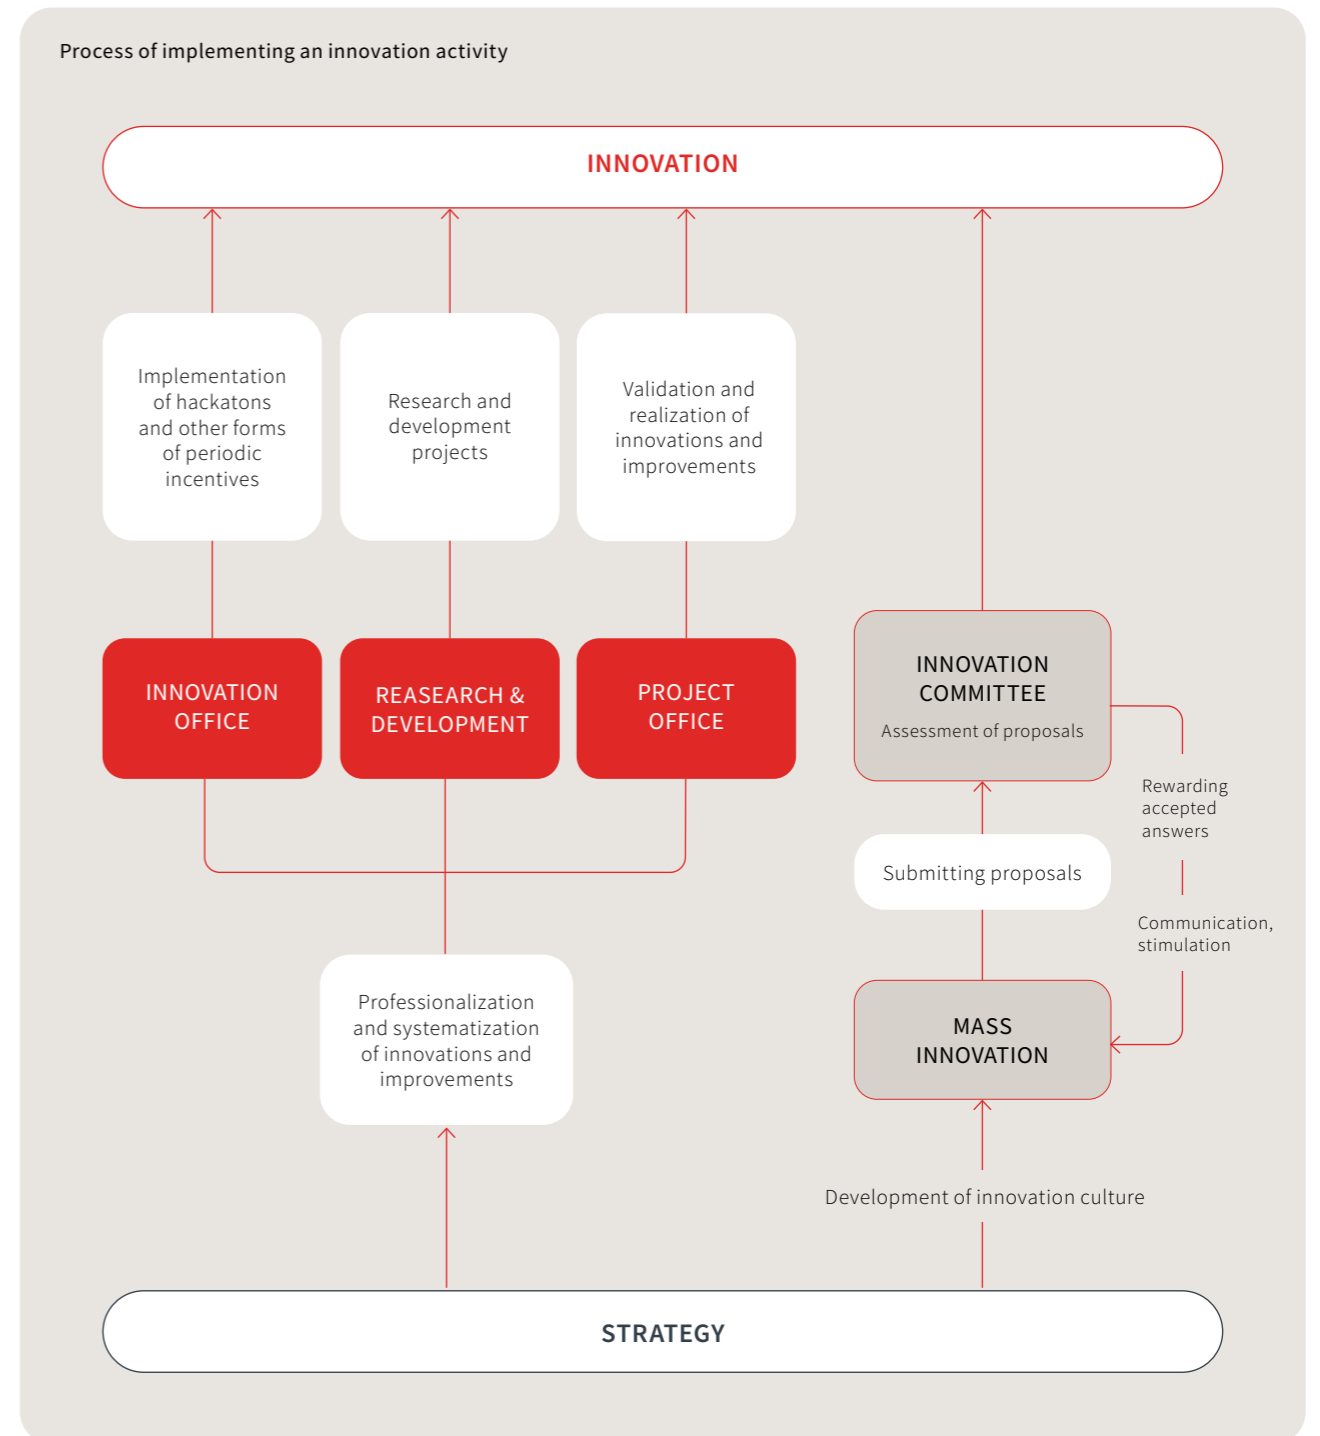 Process of implementing an innovation activity
INNOVATION
Implementation
of hackatons
and other forms
of periodic
incentives
Research and
development
projects
Validation and
realization of
innovations and
improvements
INNOVATION
OFFICE
REASEARCH &
DEVELOPMENT
PROJECT
OFFICE
INNOVATION
COMMITTEE
Assessment of proposals
Rewarding
accepted
answers
Submitting proposals
Communication,
stimulation
Professionalization
and systematization
of innovations and
improvements
MASS
INNOVATION
Development of innovation culture
STRATEGY